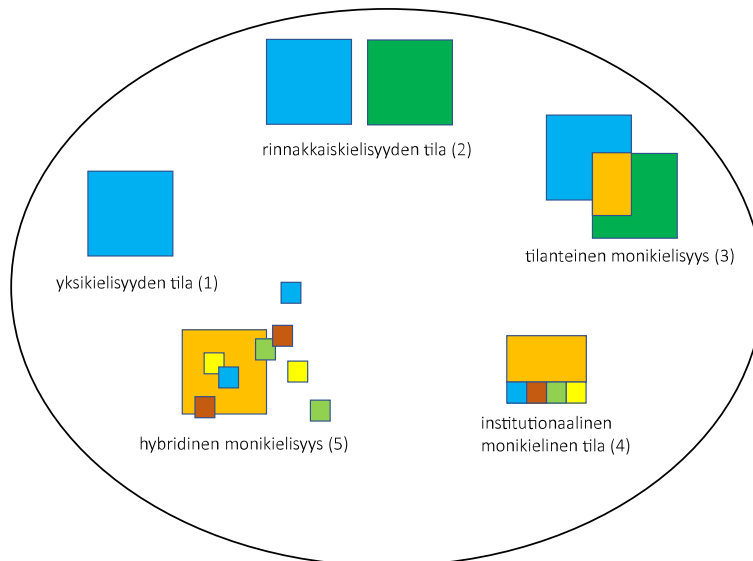 rinnakkaiskielisyyden tila (2)
tilanteinen monikielisyys (3)
yksikielisyyden tila (1)
institutionaalinen
monikielinen tila (4)
hybridinen monikielisyys (5)